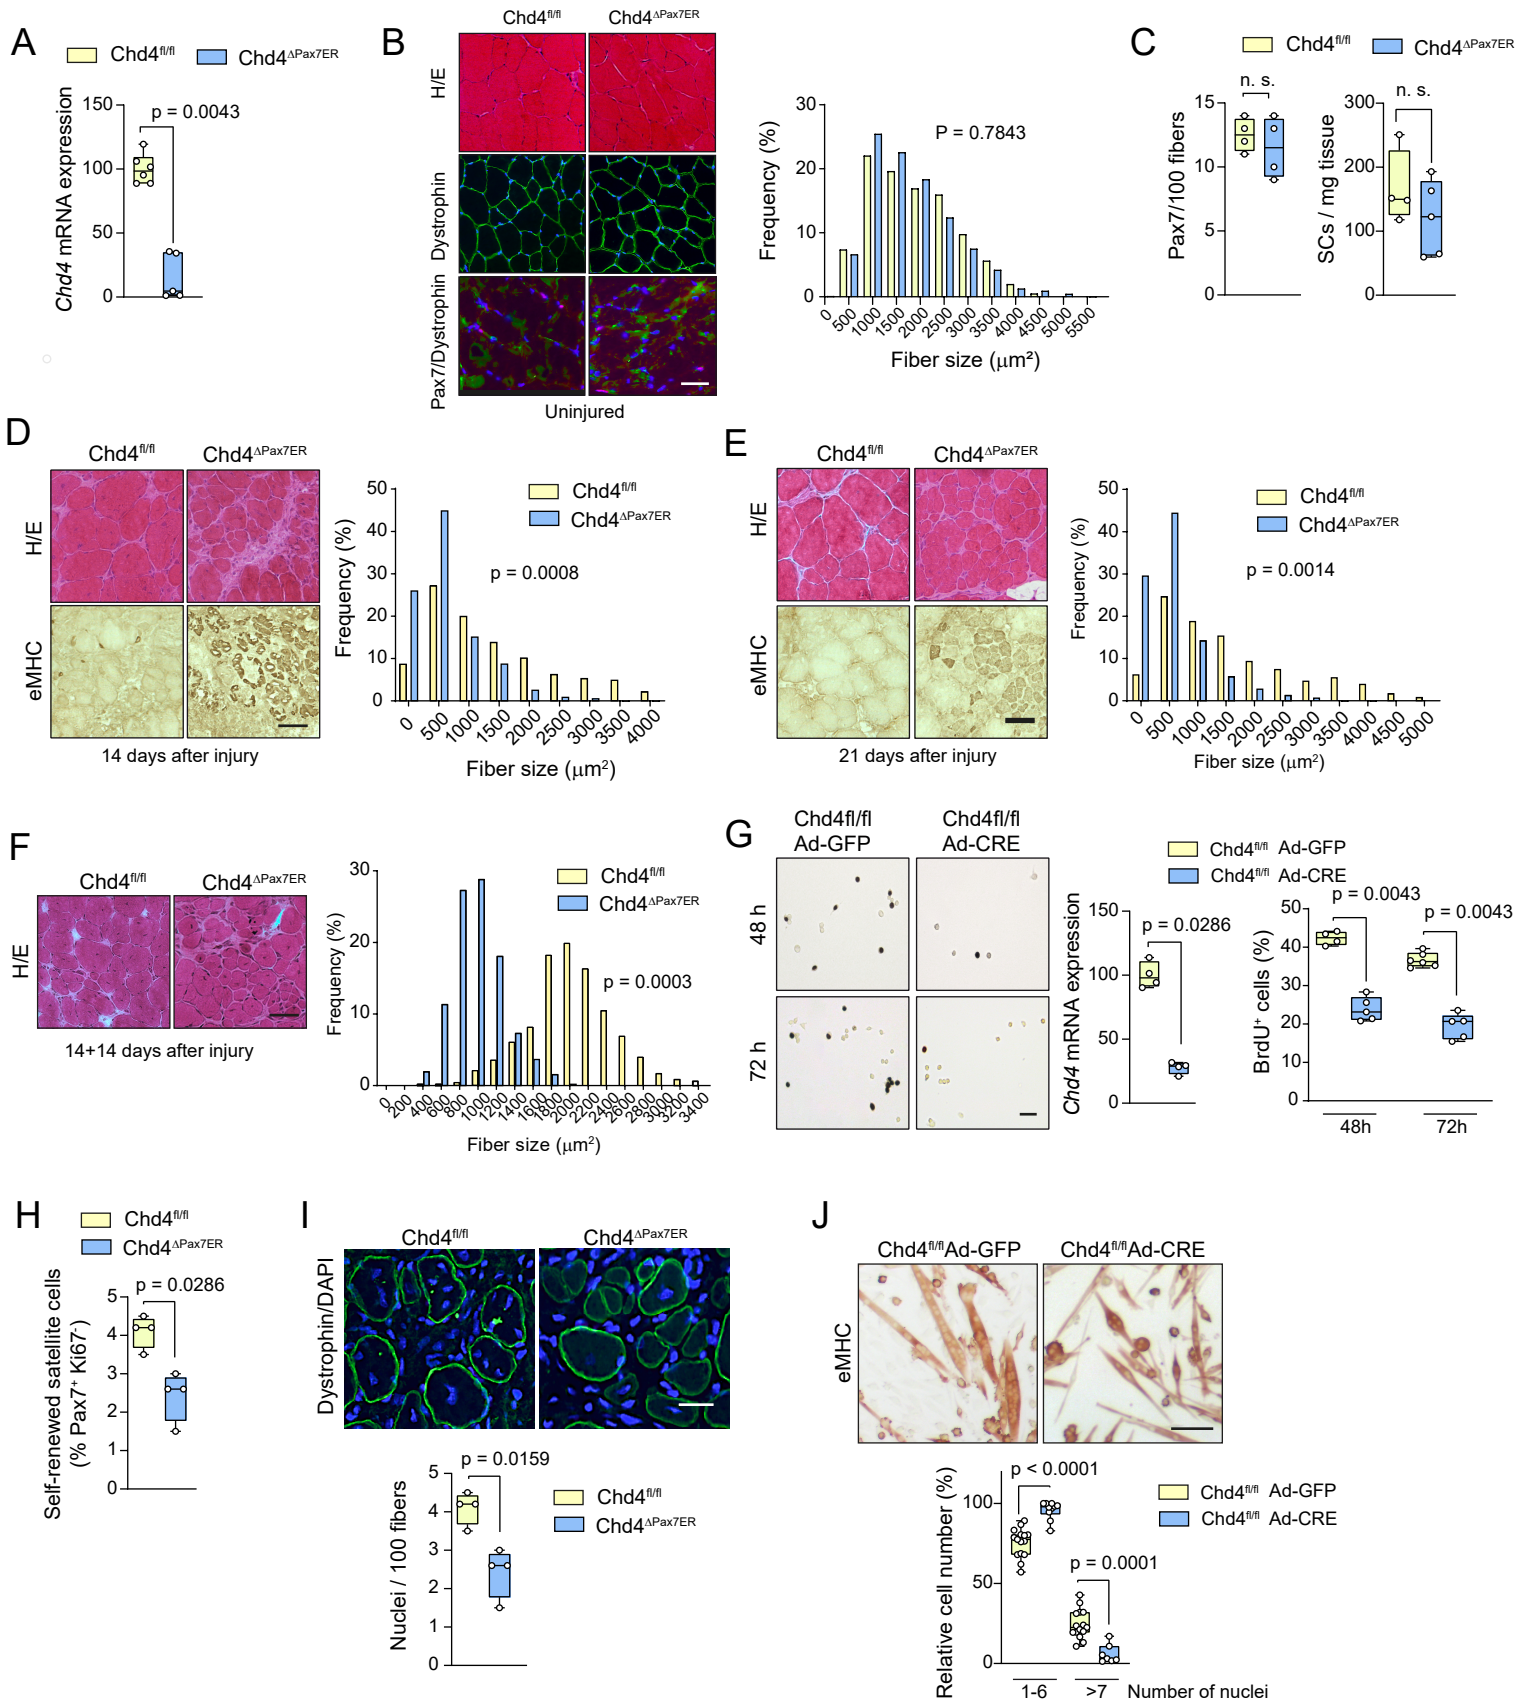 A
Chd4fl/fl
Chd4ΔPax7ER
Chd4 mRNA expression
150
100
50
0
p = 0.0043
B
Chd4fl/fl
Chd4ΔPax7ER
H/E
Dystrophin
Pax7/Dystrophin
Uninjured
Frequency (%)
30
20
10
0
P = 0.7843
0 500 1000 1500 2000 2500 3000 3500 4000 4500 5000 5500
Fiber size (μm²)
C
Chd4fl/fl
Chd4ΔPax7ER
Pax7/100 fibers
15
10
5
0
n. s.
SCs / mg tissue
300
200
100
0
n. s.
D
Chd4fl/fl
Chd4ΔPax7ER
H/E
eMHC
14 days after injury
Frequency (%)
50
40
30
20
10
0
Chd4fl/fl
Chd4ΔPax7ER
p = 0.0008
0 500 1000 1500 2000 2500 3000 3500 4000
Fiber size (μm²)
E
Chd4fl/fl
Chd4ΔPax7ER
H/E
eMHC
21 days after injury
Frequency (%)
50
40
30
20
10
0
Chd4fl/fl
Chd4ΔPax7ER
p = 0.0014
0 500 1000 1500 2000 2500 3000 3500 4000 4500 5000
Fiber size (μm²)
F
Chd4fl/fl
Chd4ΔPax7ER
H/E
14+14 days after injury
Frequency (%)
30
20
10
0
Chd4fl/fl
Chd4ΔPax7ER
p = 0.0003
0 200 400 600 800 1000 1200 1400 1600 1800 2000 2200 2400 2600 2800 3000 3200 3400
Fiber size (μm²)
G
Chd4fl/fl
Ad-GFP
Chd4fl/fl
Ad-CRE
48 h
72 h
Chd4fl/fl Ad-GFP
Chd4fl/fl Ad-CRE
Chd4 mRNA expression
150
100
50
0
p = 0.0286
BrdU+ cells (%)
50
40
30
20
10
0
p = 0.0043
p = 0.0043
48h
72h
H
Chd4fl/fl
Chd4ΔPax7ER
Self-renewed satellite cells
(% Pax7+ Ki67-)
5
4
3
2
1
0
p = 0.0286
I
Chd4fl/fl
Chd4ΔPax7ER
Dystrophin/DAPI
Nuclei / 100 fibers
5
4
3
2
1
0
p = 0.0159
Chd4fl/fl
Chd4ΔPax7ER
J
Chd4fl/flAd-GFP
Chd4fl/flAd-CRE
eMHC
Relative cell number (%)
100
50
0
p < 0.0001
p = 0.0001
Chd4fl/fl Ad-GFP
Chd4fl/fl Ad-CRE
1-6
>7
Number of nuclei